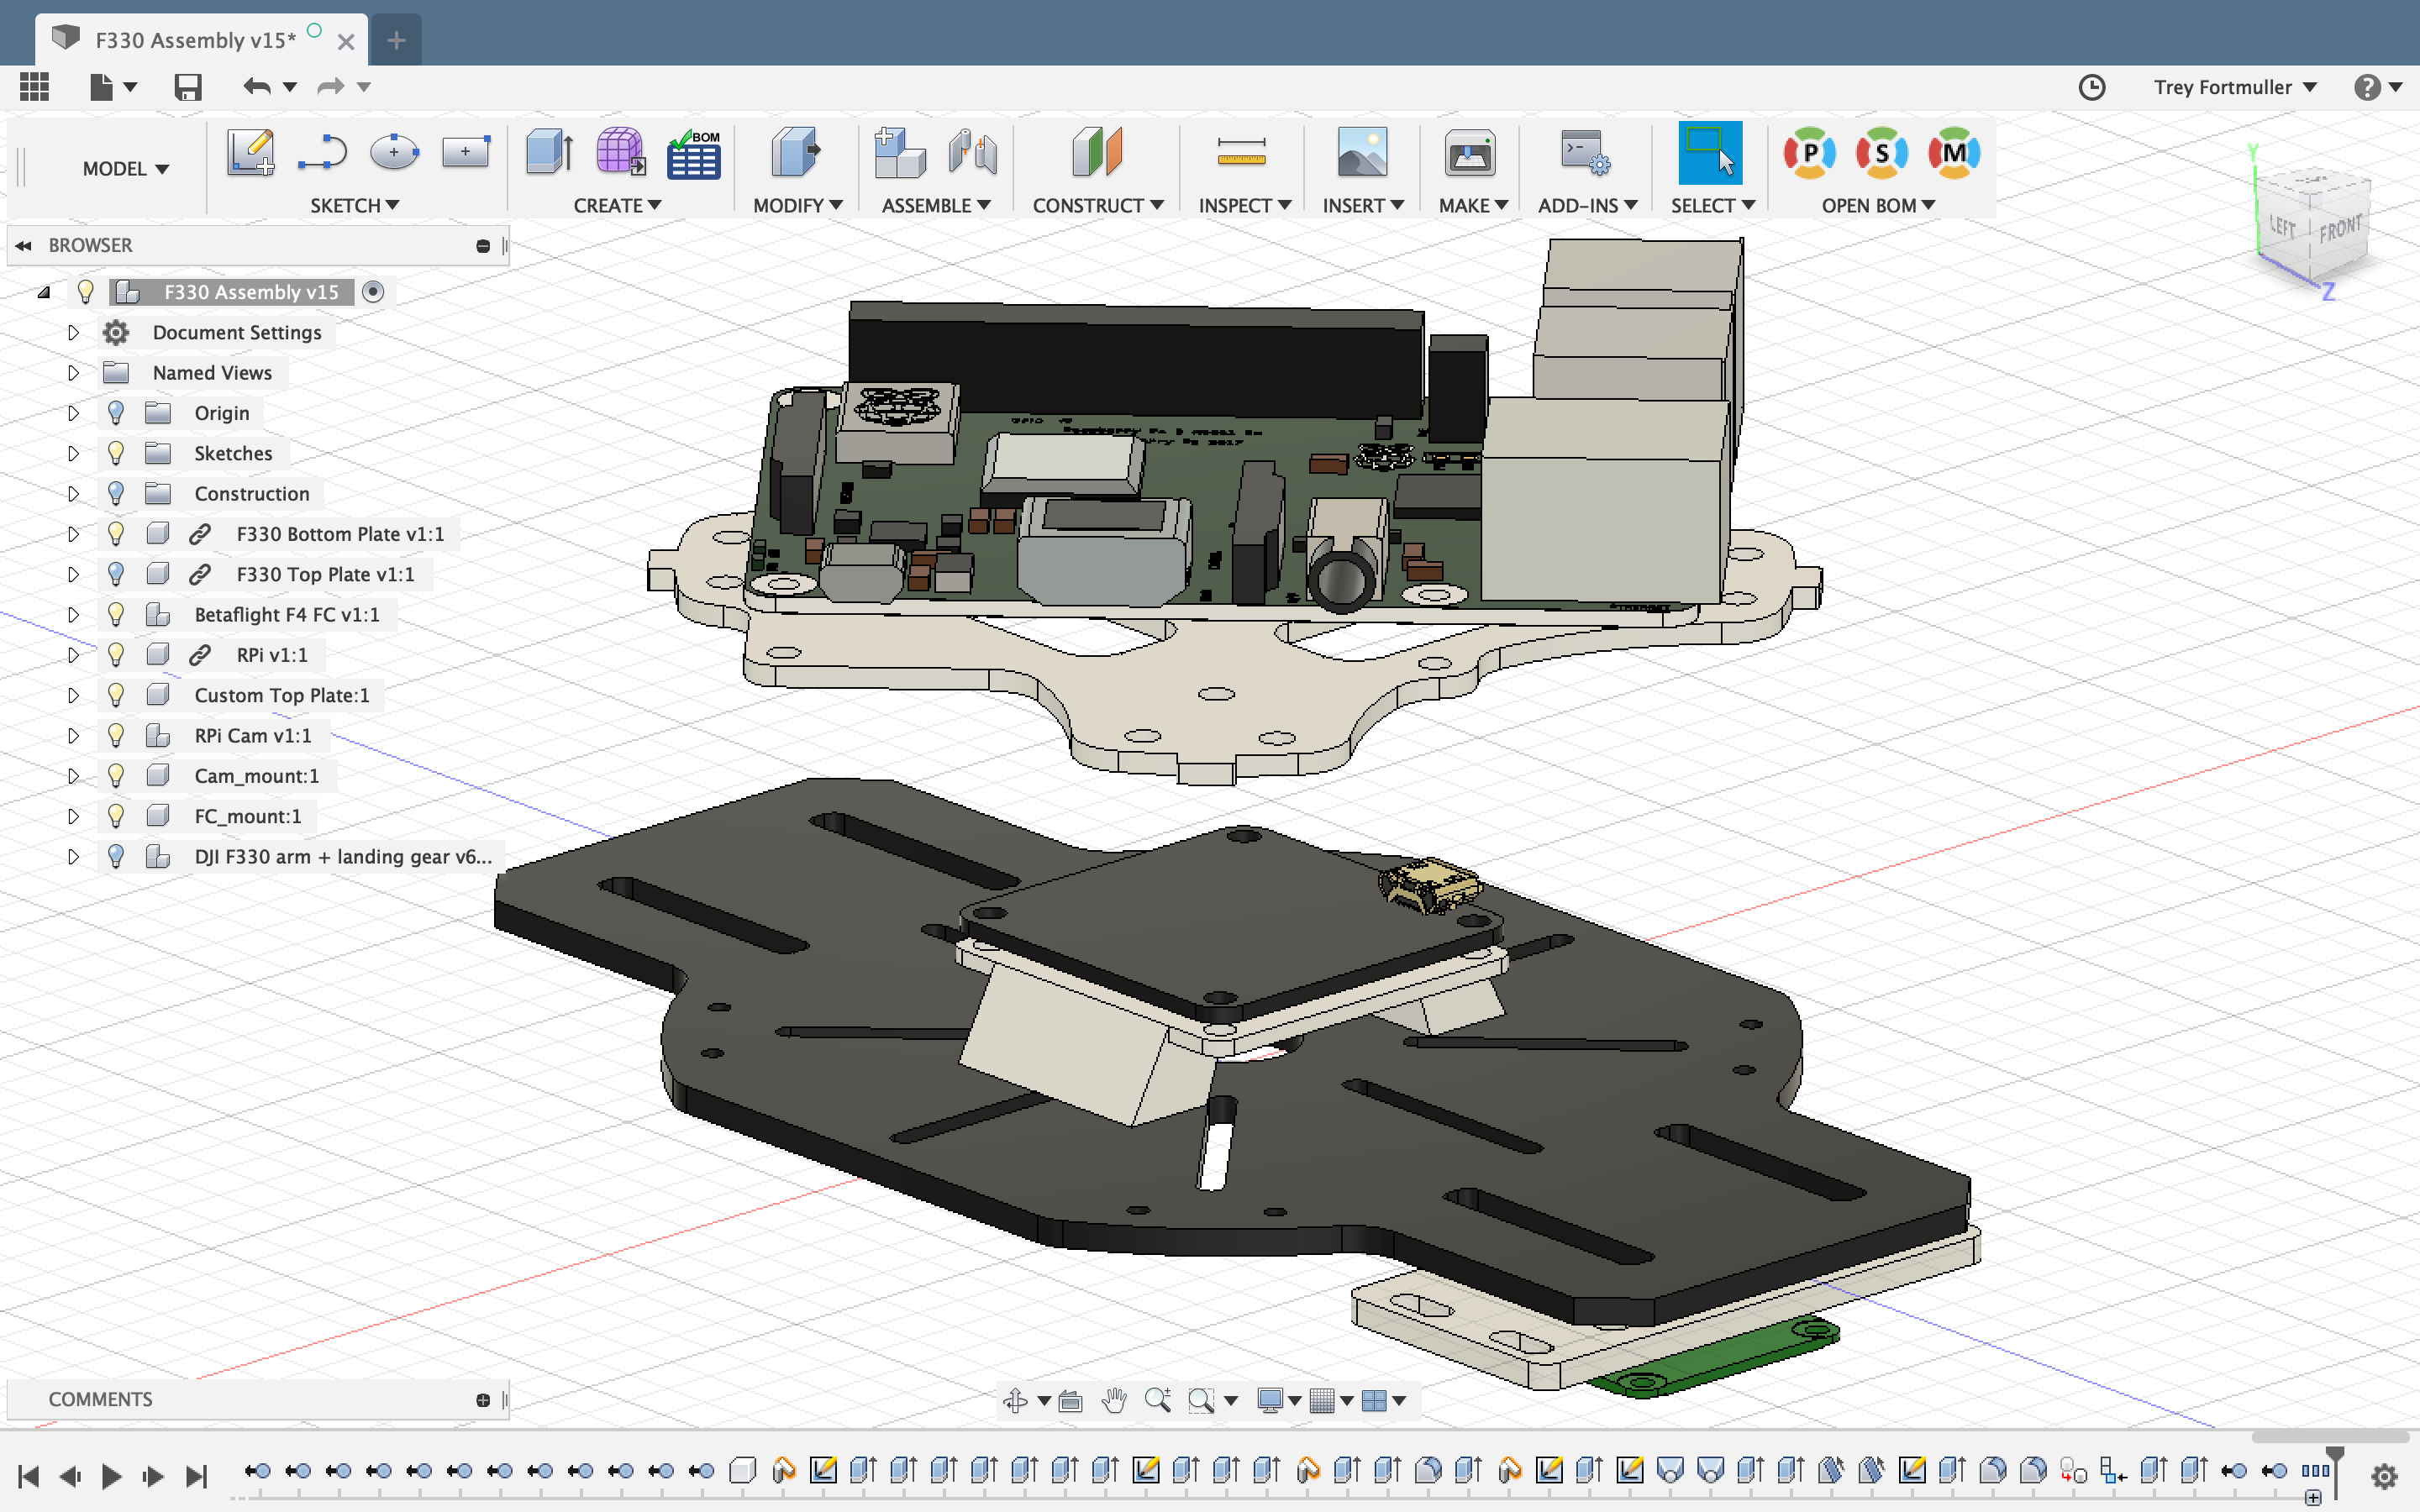 F330 Assembly v15*
Trey Fortmuller
MODEL
BOM
P S M
SKETCH CREATE MODIFY ASSEMBLE CONSTRUCT INSPECT INSERT MAKE ADD-INS SELECT OPEN BOM
Y
LEFT FRONT
Z
BROWSER
F330 Assembly v15
Document Settings
Named Views
Origin
Sketches
Construction
F330 Bottom Plate v1:1
F330 Top Plate v1:1
Betaflight F4 FC v1:1
RPi v1:1
Custom Top Plate:1
RPi Cam v1:1
Cam_mount:1
FC_mount:1
DJI F330 arm + landing gear v6...
COMMENTS